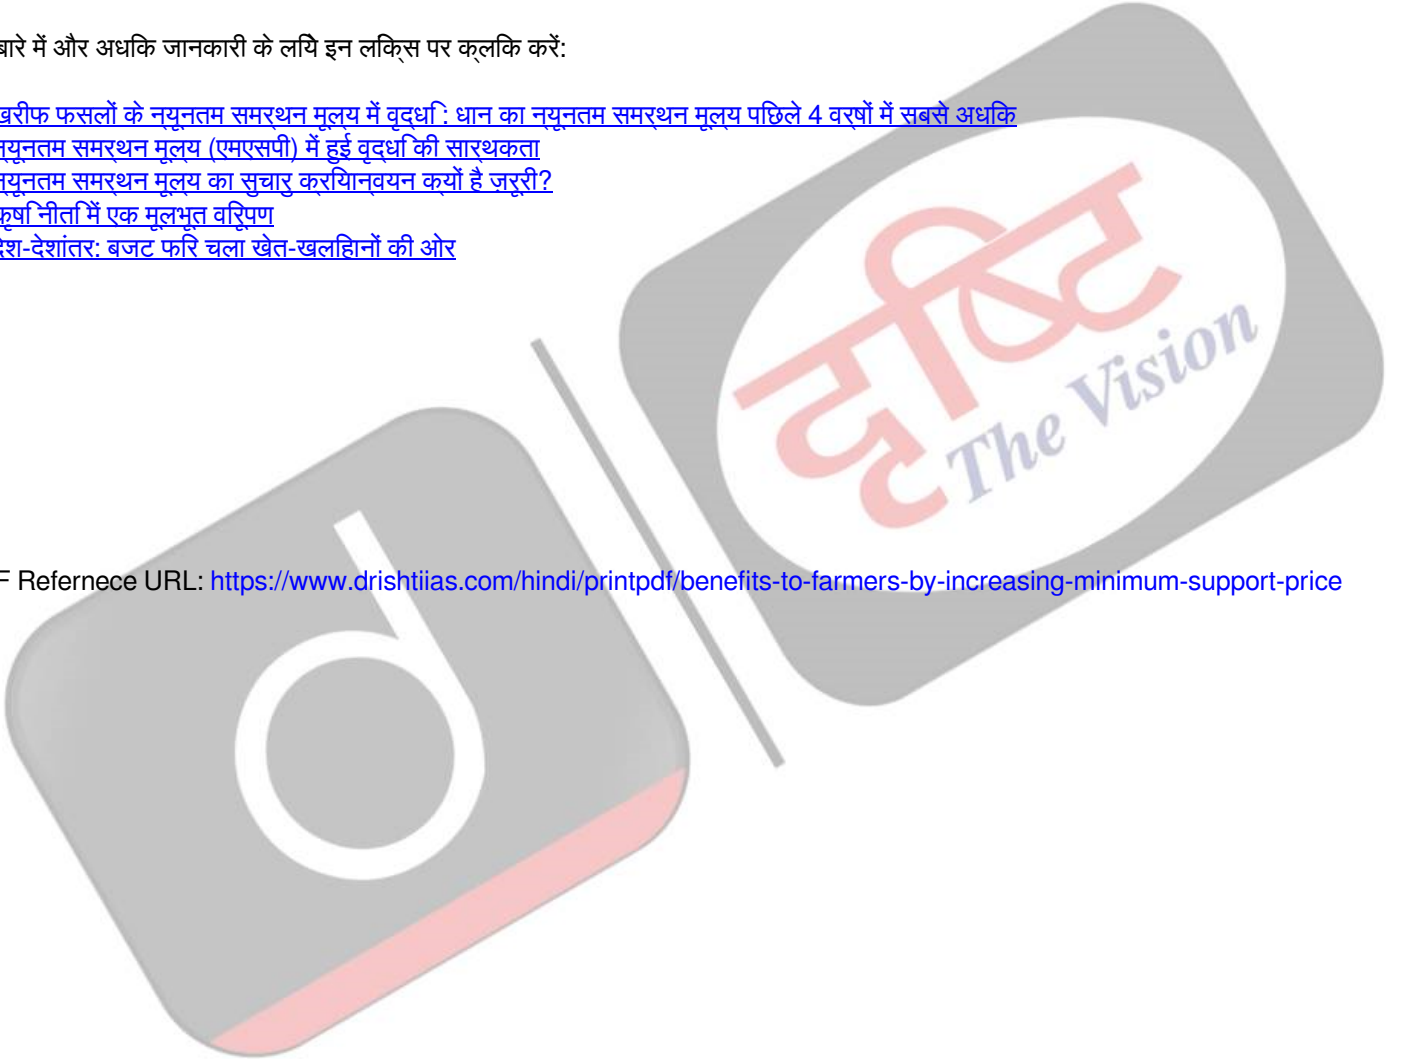 बारे में और अधिक जानकारी के लिये इन लिंक्स पर क्लिक करें:
खरीफ फसलों के न्यूनतम समर्थन मूल्य में वृद्धि : धान का न्यूनतम समर्थन मूल्य पिछले 4 वर्षों में सबसे अधिक
न्यूनतम समर्थन मूल्य (एमएसपी) में हुई वृद्धि की सार्थकता
न्यूनतम समर्थन मूल्य का सुचारु क्रियान्वयन क्यों है ज़रूरी?
कृषि नीति में एक मूलभूत विरूपण
देश-देशांतर: बजट फिर चला खेत-खलिहानों की ओर
दृष्टि
The Vision
F Refernece URL: https://www.drishtiias.com/hindi/printpdf/benefits-to-farmers-by-increasing-minimum-support-price
d